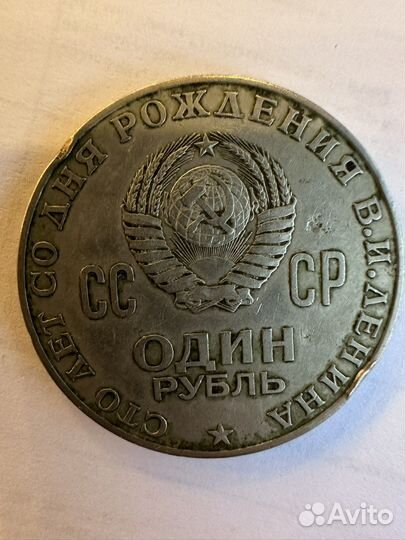 СТО ЛЕТ СО ДНЯ РОЖДЕНИЯ В.И.ЛЕНИНА
СС СР
ОДИН
РУБЛЬ
Avito